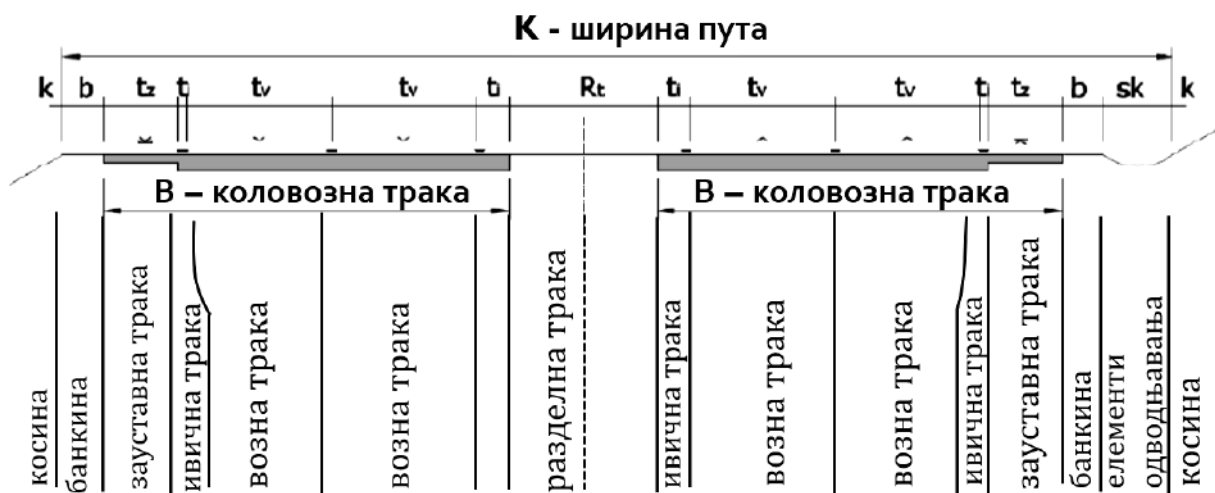 K - ширина пута
k b tz ti tv tv ti Rt ti tv tv ti tz b sk k
B – коловозна трака B – коловозна трака
косина
банкина
зауставна трака
ивична трака
возна трака
возна трака
разделна трака
ивична трака
возна трака
возна трака
ивична трака
зауставна трака
банкина
елементи
одводњавања
косина